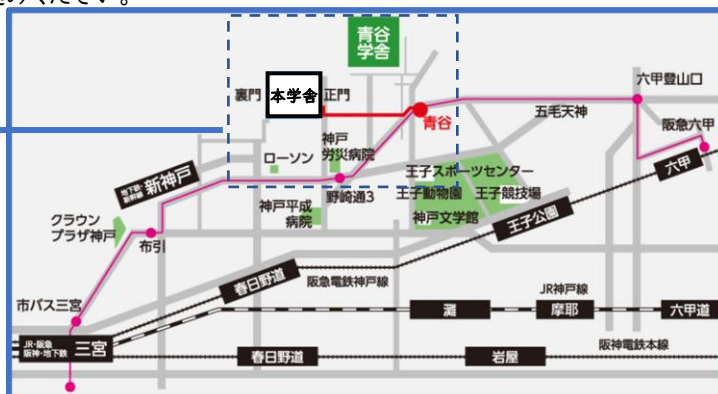 みください。
青谷
学舎
裏門
本学舎
正門
青谷
六甲登山口
五毛天神
阪急六甲
六甲
ローソン
神戸
労災病院
地下鉄・
新幹線
新神戸
王子スポーツセンター
王子動物園
王子競技場
神戸文学館
王子公園
野崎通3
神戸平成
病院
クラウン
プラザ神戸
布引
春日野道
阪急電鉄神戸線
市バス三宮
JR神戸線
灘
摩耶
六甲道
JR・阪急
阪神・地下鉄
三宮
春日野道
岩屋
阪神電鉄本線